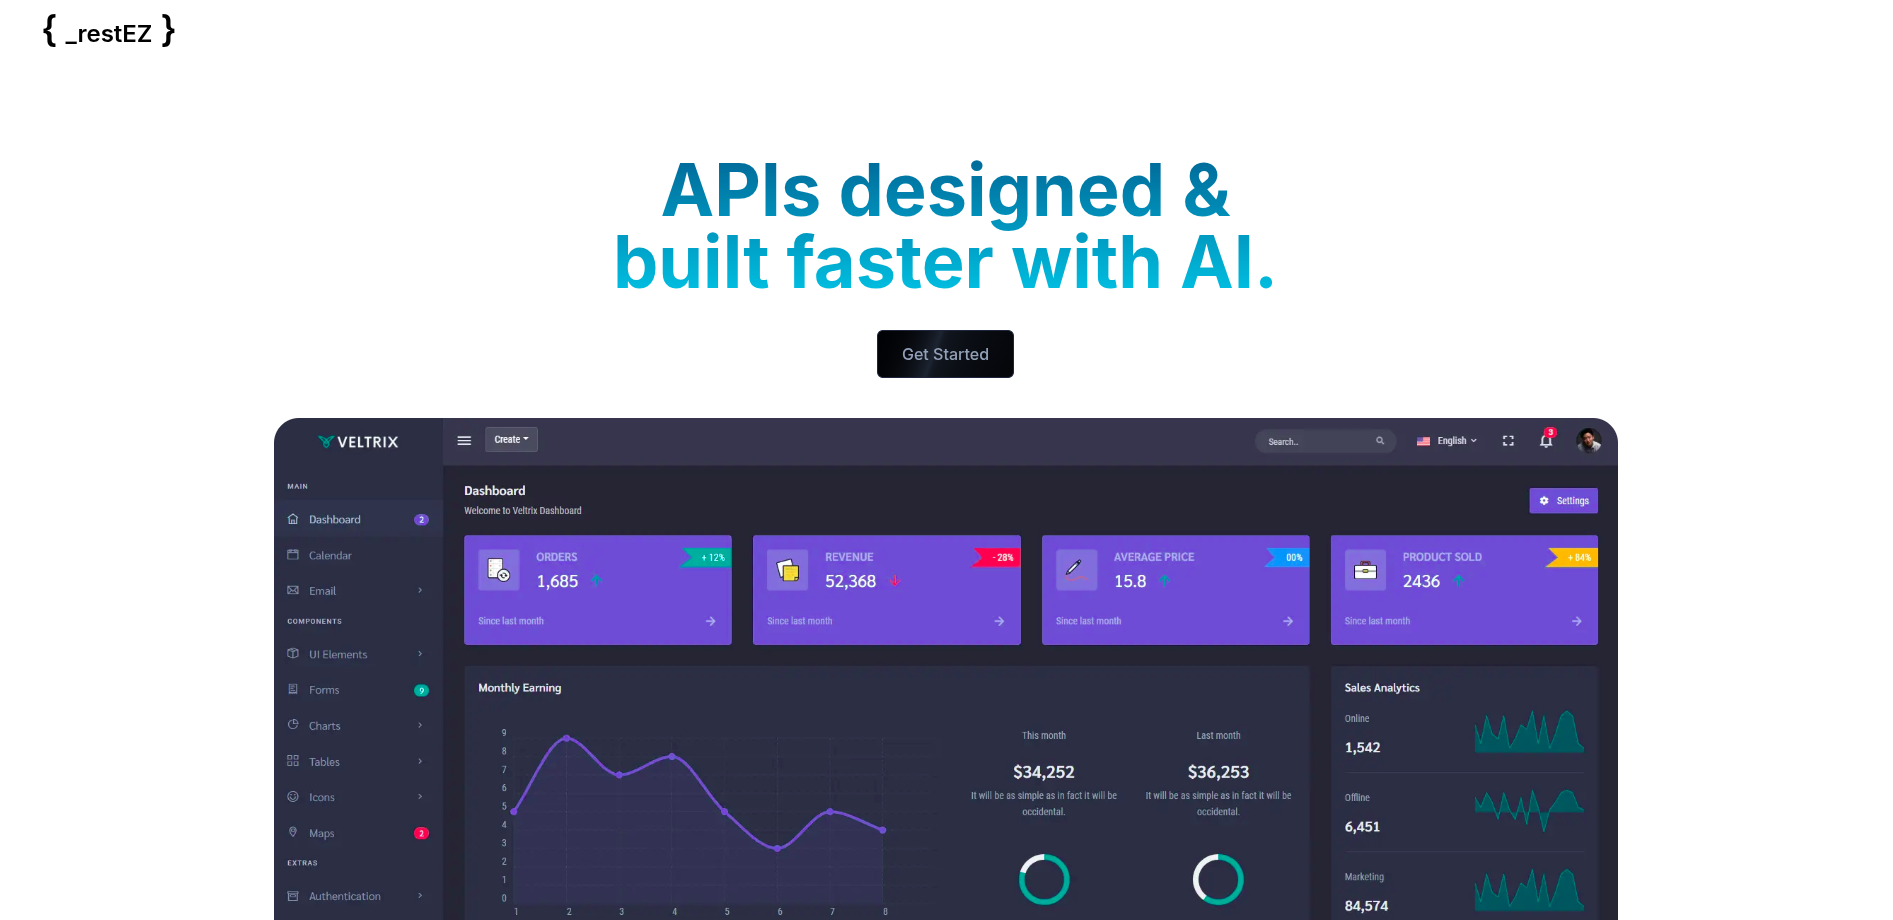 { _restEZ }
APIs designed &
built faster with AI.
Get Started
VELTRIX
Create
Search..
English
3
MAIN
Dashboard
2
Calendar
Email
COMPONENTS
UI Elements
Forms
9
Charts
Tables
Icons
Maps
2
EXTRAS
Authentication
Dashboard
Welcome to Veltrix Dashboard
Settings
ORDERS
+ 12%
1,685
Since last month
REVENUE
- 28%
52,368
Since last month
AVERAGE PRICE
00%
15.8
Since last month
PRODUCT SOLD
+ 84%
2436
Since last month
Monthly Earning
9
8
7
6
5
4
3
2
1
0
1 2 3 4 5 6 7 8
This month
$34,252
It will be as simple as in fact it will be
occidental.
Last month
$36,253
It will be as simple as in fact it will be
occidental.
Sales Analytics
Online
1,542
Offline
6,451
Marketing
84,574